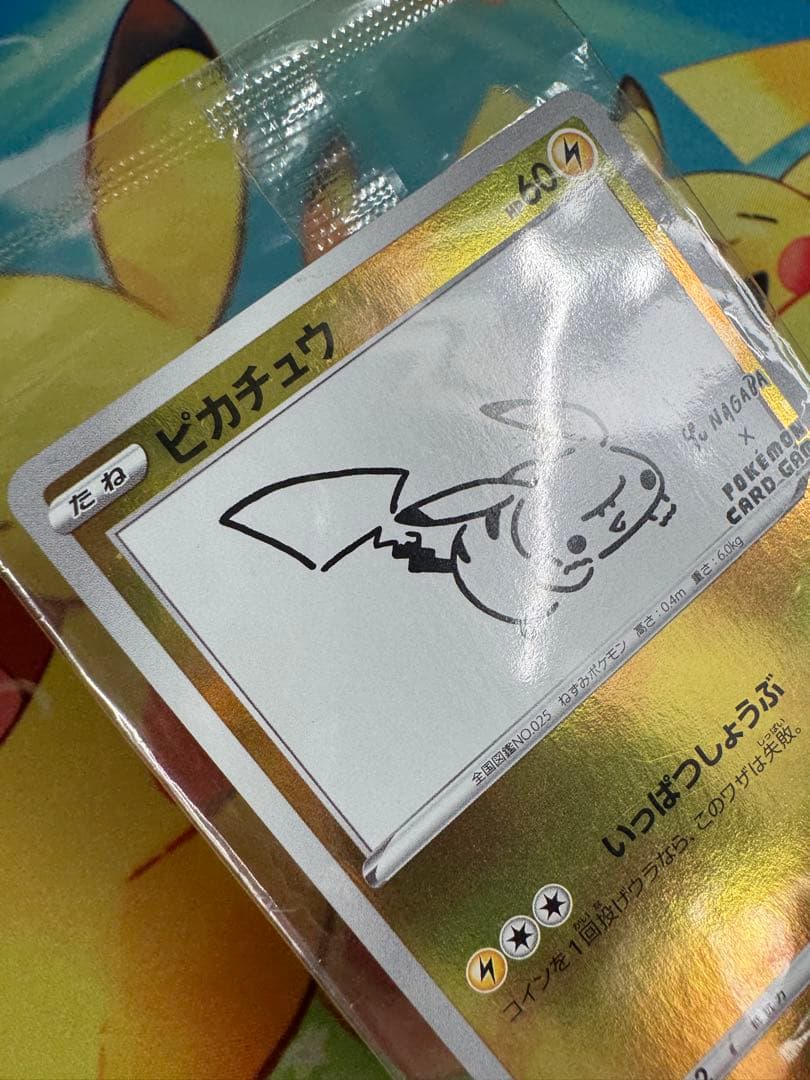 たね
ピカチュウ
HP60
Yu NAGABA
×
POKÉMON
CARD GAM
全国図鑑NO.025 ねずみポケモン 高さ:0.4m 重さ:6.0kg
いっぱつしょうぶ
コインを1回投げウラなら、このワザは失敗。